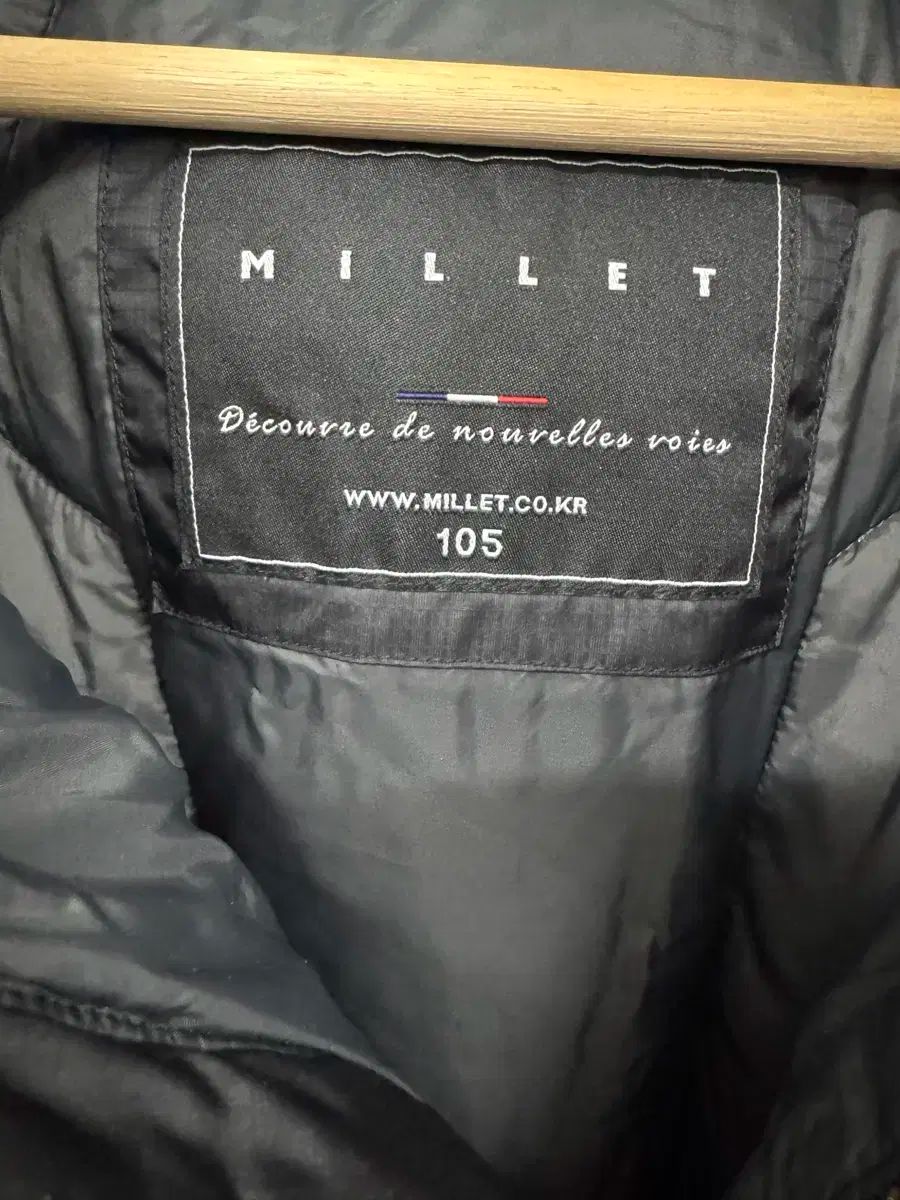 MILLET
Découvre de nouvelles voies
WWW.MILLET.CO.KR
105